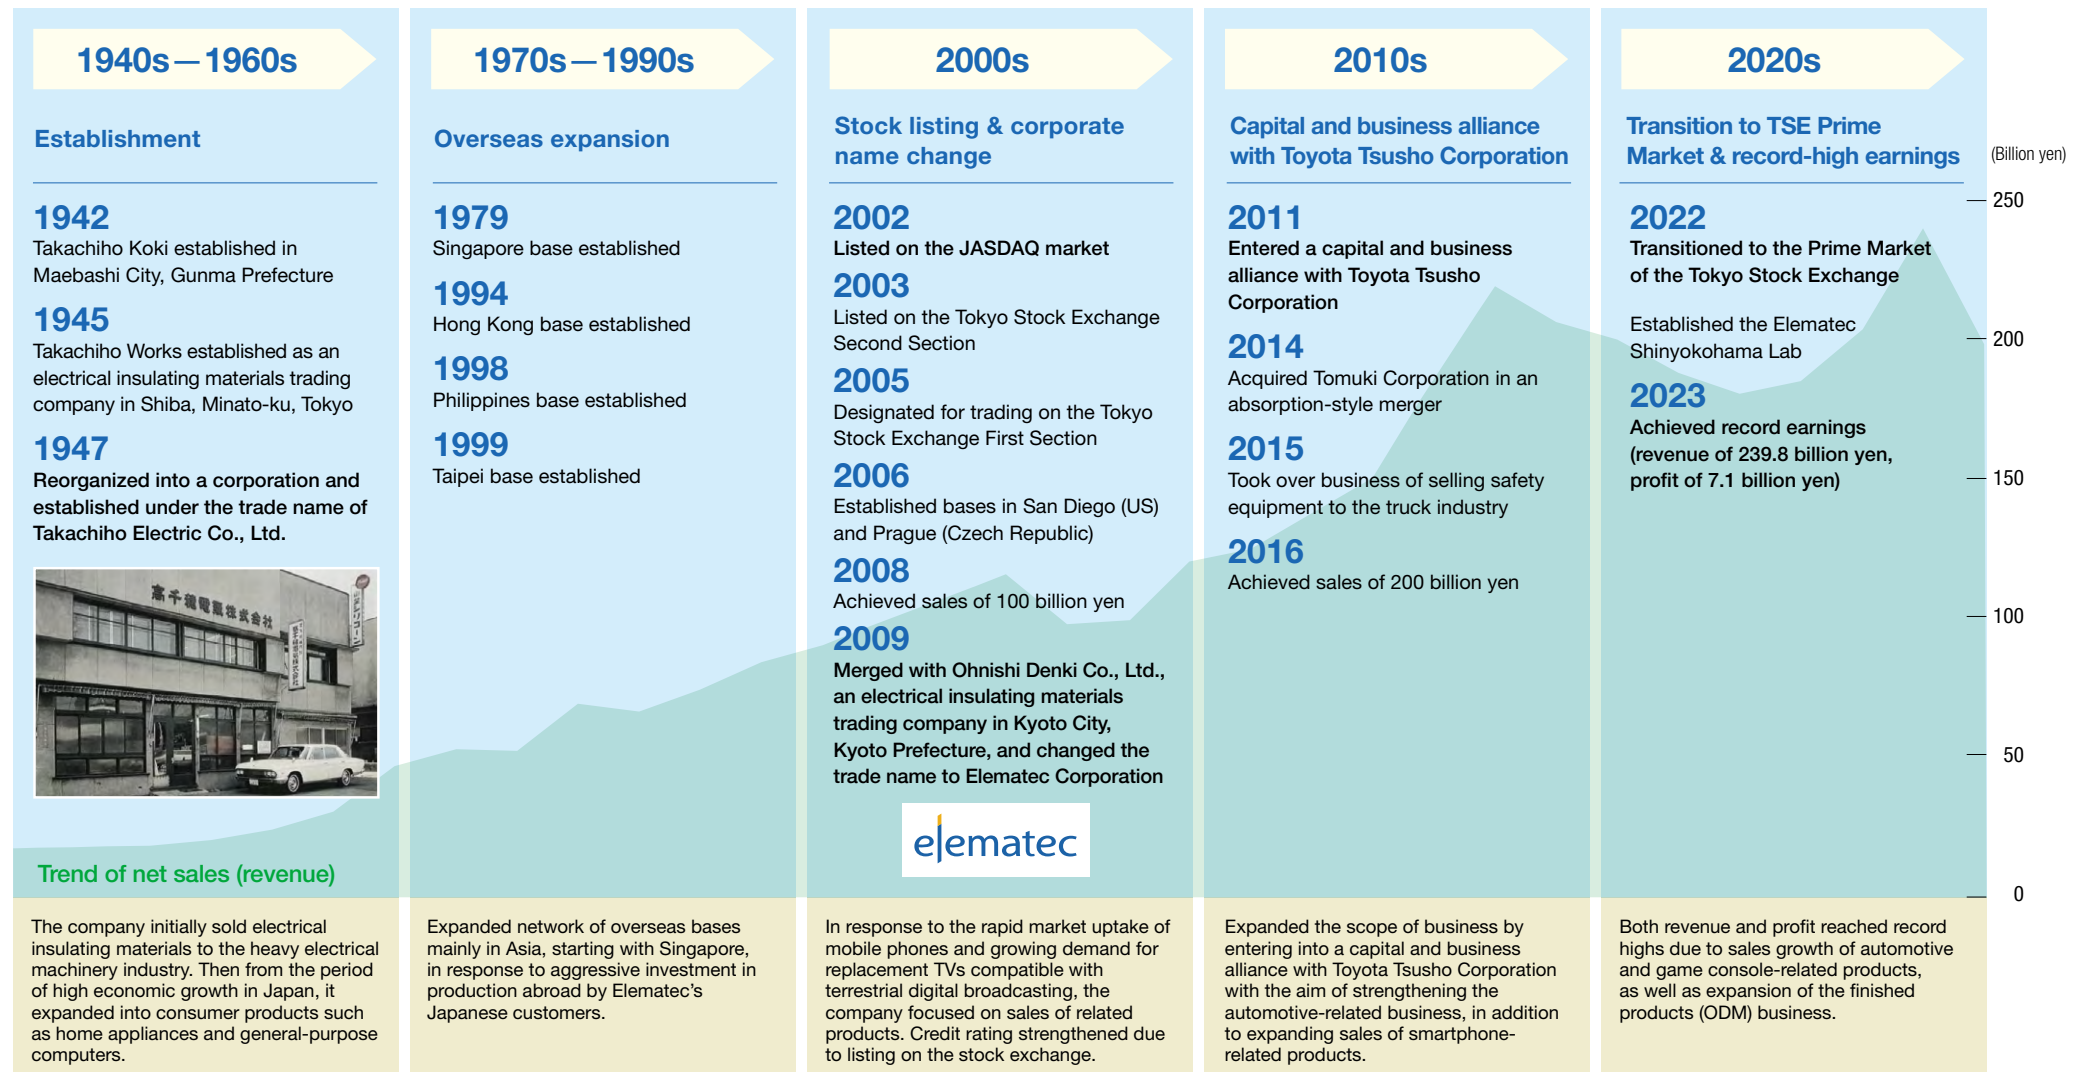 1940s—1960s
Establishment
1942
Takachiho Koki established in
Maebashi City, Gunma Prefecture
1945
Takachiho Works established as an
electrical insulating materials trading
company in Shiba, Minato-ku, Tokyo
1947
Reorganized into a corporation and
established under the trade name of
Takachiho Electric Co., Ltd.
高千穂電気株式会社
Trend of net sales (revenue)
The company initially sold electrical
insulating materials to the heavy electrical
machinery industry. Then from the period
of high economic growth in Japan, it
expanded into consumer products such
as home appliances and general-purpose
computers.
1970s—1990s
Overseas expansion
1979
Singapore base established
1994
Hong Kong base established
1998
Philippines base established
1999
Taipei base established
Expanded network of overseas bases
mainly in Asia, starting with Singapore,
in response to aggressive investment in
production abroad by Elematec's
Japanese customers.
2000s
Stock listing & corporate
name change
2002
Listed on the JASDAQ market
2003
Listed on the Tokyo Stock Exchange
Second Section
2005
Designated for trading on the Tokyo
Stock Exchange First Section
2006
Established bases in San Diego (US)
and Prague (Czech Republic)
2008
Achieved sales of 100 billion yen
2009
Merged with Ohnishi Denki Co., Ltd.,
an electrical insulating materials
trading company in Kyoto City,
Kyoto Prefecture, and changed the
trade name to Elematec Corporation
elematec
In response to the rapid market uptake of
mobile phones and growing demand for
replacement TVs compatible with
terrestrial digital broadcasting, the
company focused on sales of related
products. Credit rating strengthened due
to listing on the stock exchange.
2010s
Capital and business alliance
with Toyota Tsusho Corporation
2011
Entered a capital and business
alliance with Toyota Tsusho
Corporation
2014
Acquired Tomuki Corporation in an
absorption-style merger
2015
Took over business of selling safety
equipment to the truck industry
2016
Achieved sales of 200 billion yen
Expanded the scope of business by
entering into a capital and business
alliance with Toyota Tsusho Corporation
with the aim of strengthening the
automotive-related business, in addition
to expanding sales of smartphone-
related products.
2020s
Transition to TSE Prime
Market & record-high earnings
2022
Transitioned to the Prime Market
of the Tokyo Stock Exchange
Established the Elematec
Shinyokohama Lab
2023
Achieved record earnings
(revenue of 239.8 billion yen,
profit of 7.1 billion yen)
Both revenue and profit reached record
highs due to sales growth of automotive
and game console-related products,
as well as expansion of the finished
products (ODM) business.
(Billion yen)
250
200
150
100
50
0